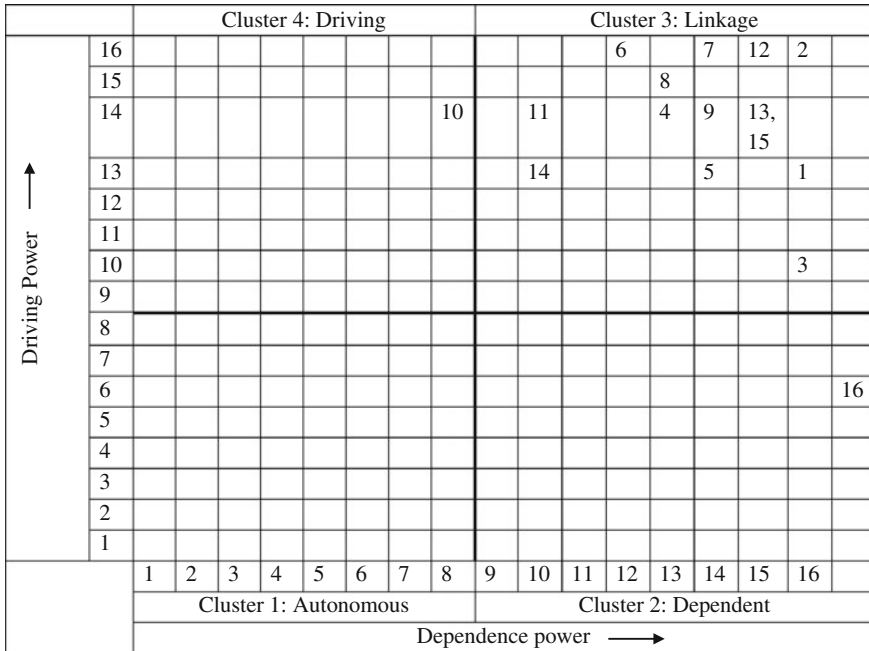 Cluster 4: Driving Cluster 3: Linkage
16 6 7 12 2
15 8
14 10 11 4 9 13,
15
13 14 5 1
12
11
10 3
9
8
7
6 16
5
4
3
2
1
Driving Power
1 2 3 4 5 6 7 8 9 10 11 12 13 14 15 16
Cluster 1: Autonomous Cluster 2: Dependent
Dependence power